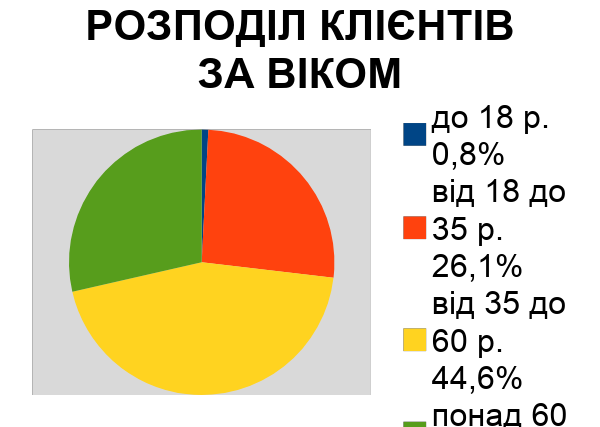 РОЗПОДІЛ КЛІЄНТІВ
ЗА ВІКОМ
до 18 р.
0,8%
від 18 до
35 р.
26,1%
від 35 до
60 р.
44,6%
понад 60